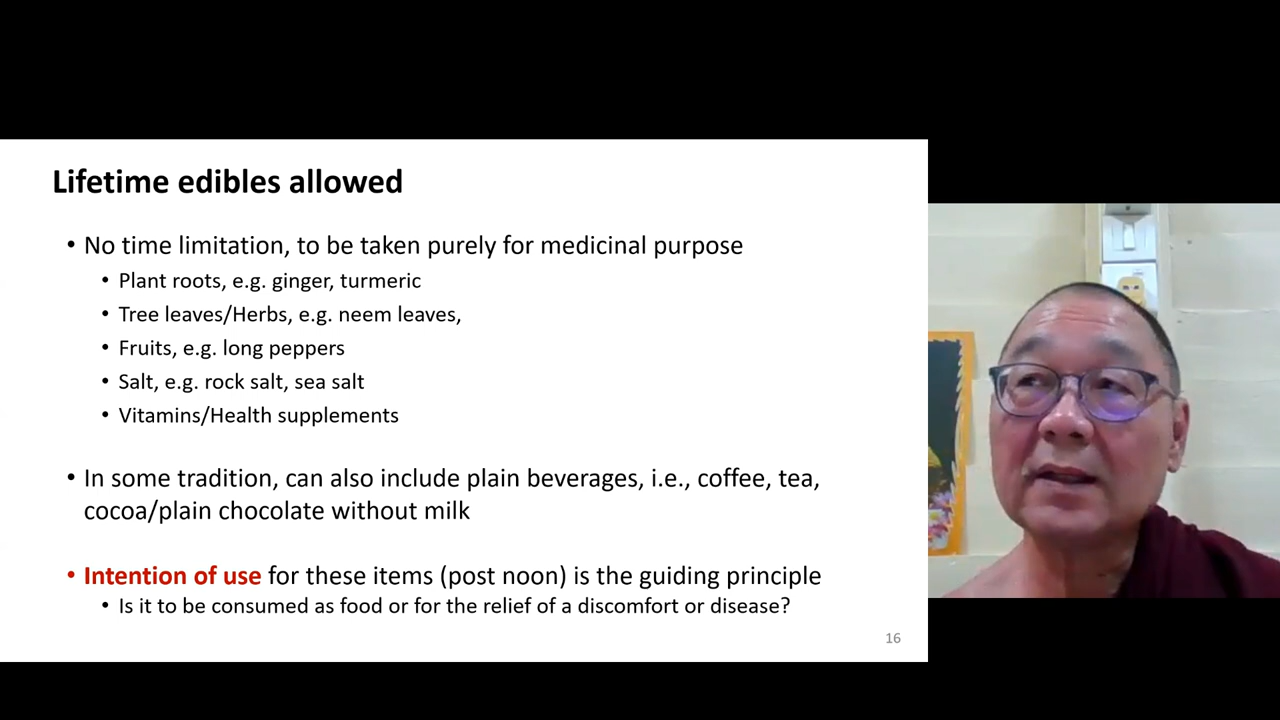 Lifetime edibles allowed
• No time limitation, to be taken purely for medicinal purpose
• Plant roots, e.g. ginger, turmeric
• Tree leaves/Herbs, e.g. neem leaves,
• Fruits, e.g. long peppers
• Salt, e.g. rock salt, sea salt
• Vitamins/Health supplements
• In some tradition, can also include plain beverages, i.e., coffee, tea,
cocoa/plain chocolate without milk
• Intention of use for these items (post noon) is the guiding principle
• Is it to be consumed as food or for the relief of a discomfort or disease?
16